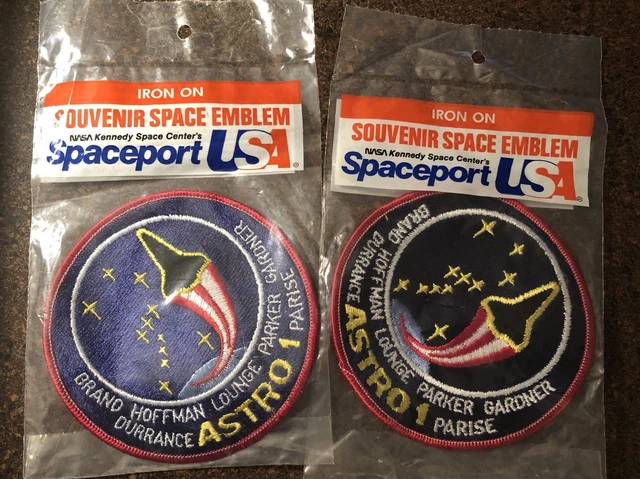 IRON ON
SOUVENIR SPACE EMBLEM
NASA Kennedy Space Center's
Spaceport USA®
GRAND HOFFMAN LOUNGE PARKER GARDNER
DURRANCE ASTRO 1 PARISE
IRON ON
SOUVENIR SPACE EMBLEM
NASA Kennedy Space Center's
Spaceport USA®
BRAND HOFFMAN LOUNGE PARKER GARDNER
DURRANCE ASTRO 1 PARISE